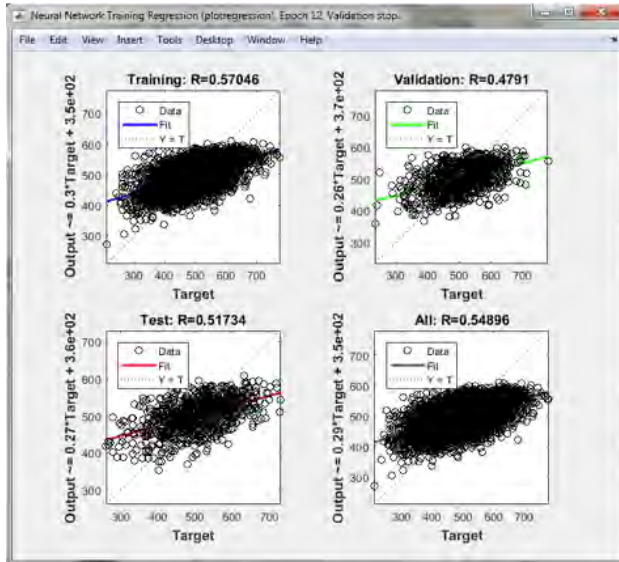 Neural Network Training Regression (plotregression), Epoch 12, Validation stop.
File Edit View Insert Tools Desktop Window Help
Training: R=0.57046
Output ~= 0.3*Target + 3.5e+02
700
600
500
400
300
Data
Fit
Y = T
300 400 500 600 700
Target
Validation: R=0.4791
Output ~= 0.26*Target + 3.7e+02
700
600
500
400
300
Data
Fit
Y = T
300 400 500 600 700
Target
Test: R=0.51734
Output ~= 0.27*Target + 3.6e+02
700
600
500
400
300
Data
Fit
Y = T
300 400 500 600 700
Target
All: R=0.54896
Output ~= 0.29*Target + 3.5e+02
700
600
500
400
300
Data
Fit
Y = T
300 400 500 600 700
Target